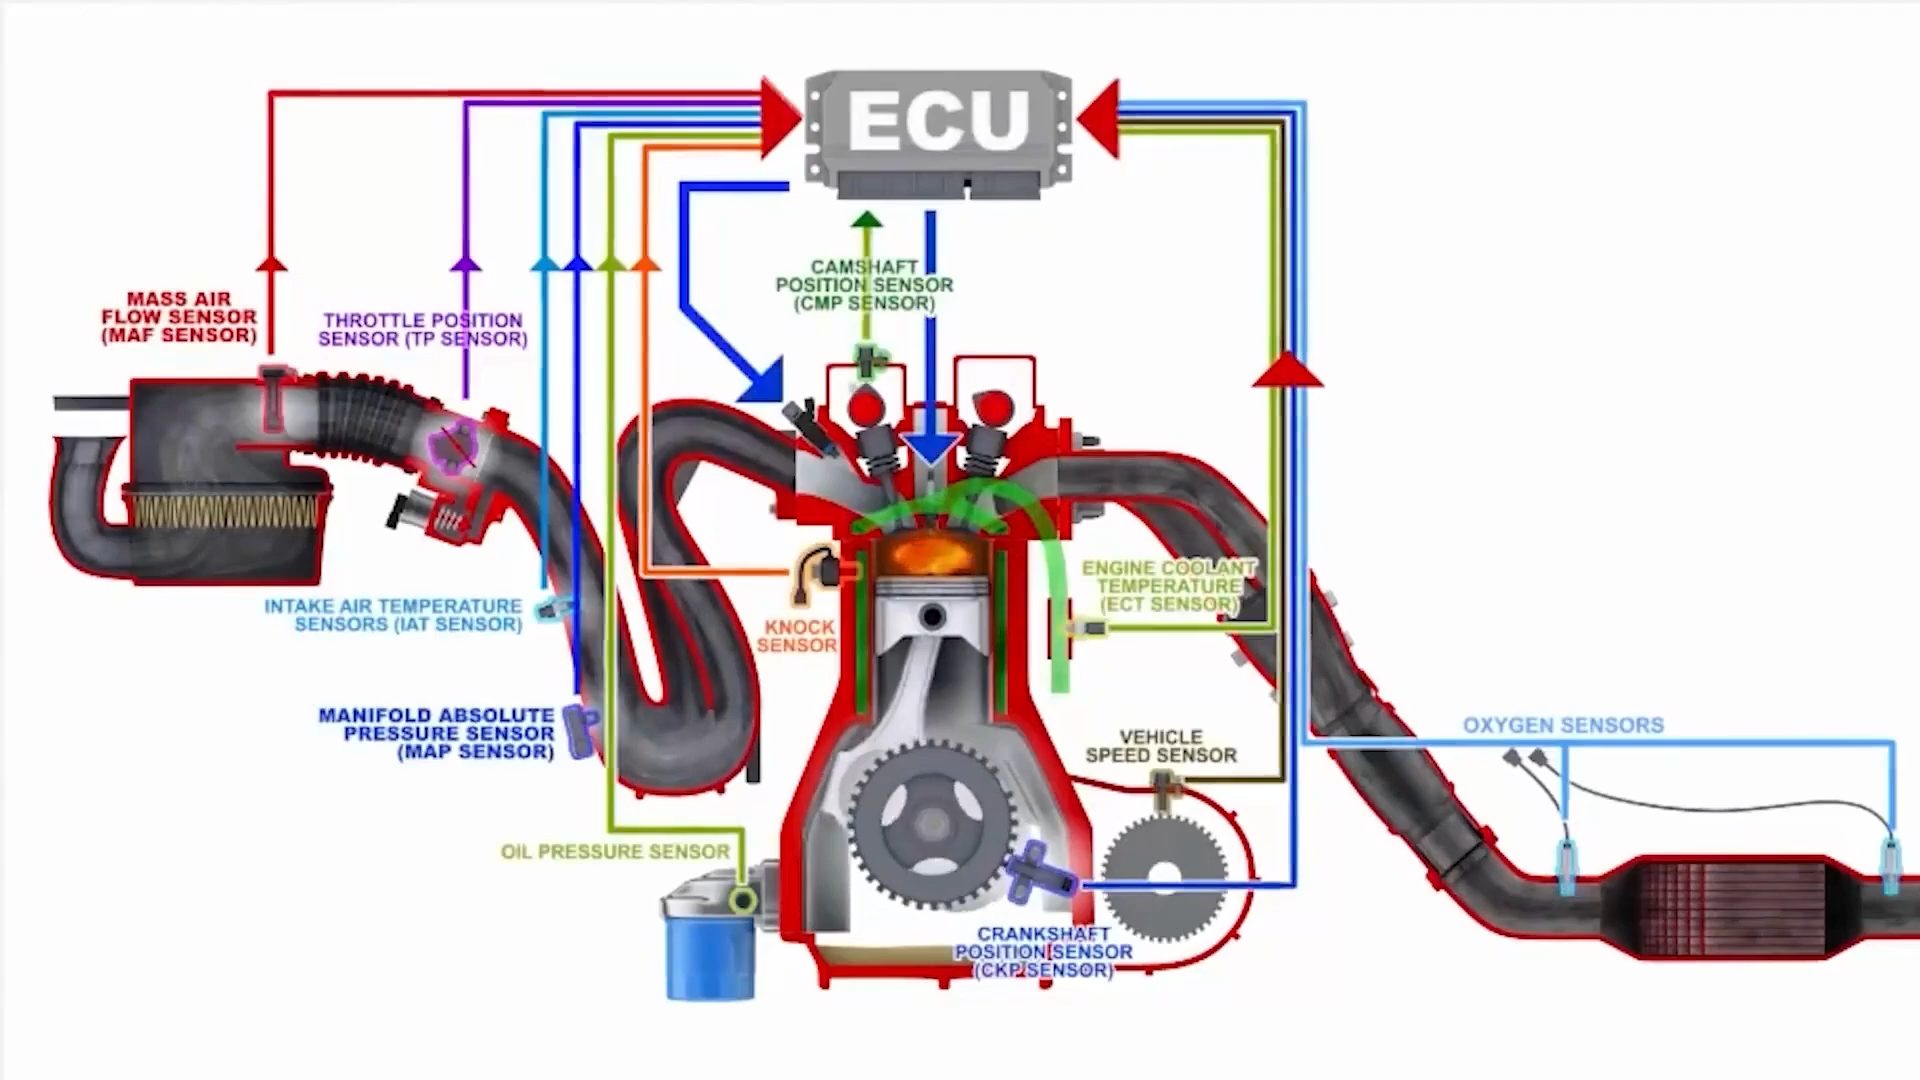 ECU
CAMSHAFT
POSITION SENSOR
(CMP SENSOR)
MASS AIR
FLOW SENSOR
(MAF SENSOR)
THROTTLE POSITION
SENSOR (TP SENSOR)
INTAKE AIR TEMPERATURE
SENSORS (IAT SENSOR)
KNOCK
SENSOR
ENGINE COOLANT
TEMPERATURE
(ECT SENSOR)
MANIFOLD ABSOLUTE
PRESSURE SENSOR
(MAP SENSOR)
VEHICLE
SPEED SENSOR
OXYGEN SENSORS
OIL PRESSURE SENSOR
CRANKSHAFT
POSITION SENSOR
(CKP SENSOR)